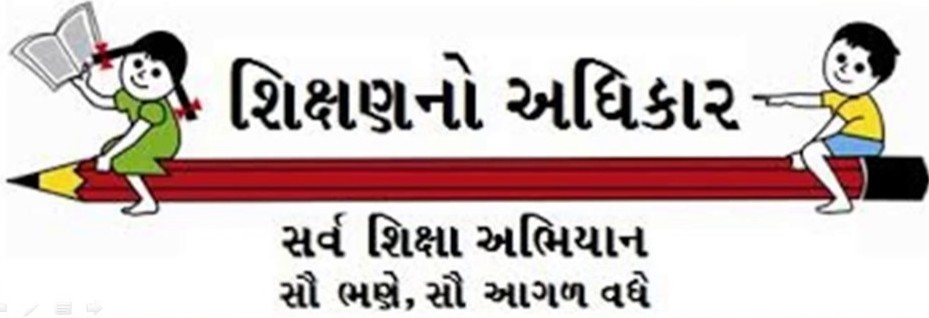 શિક્ષણનો અધિકાર
સર્વ શિક્ષા અભિયાન
સૌ ભણે, સૌ આગળ વધે